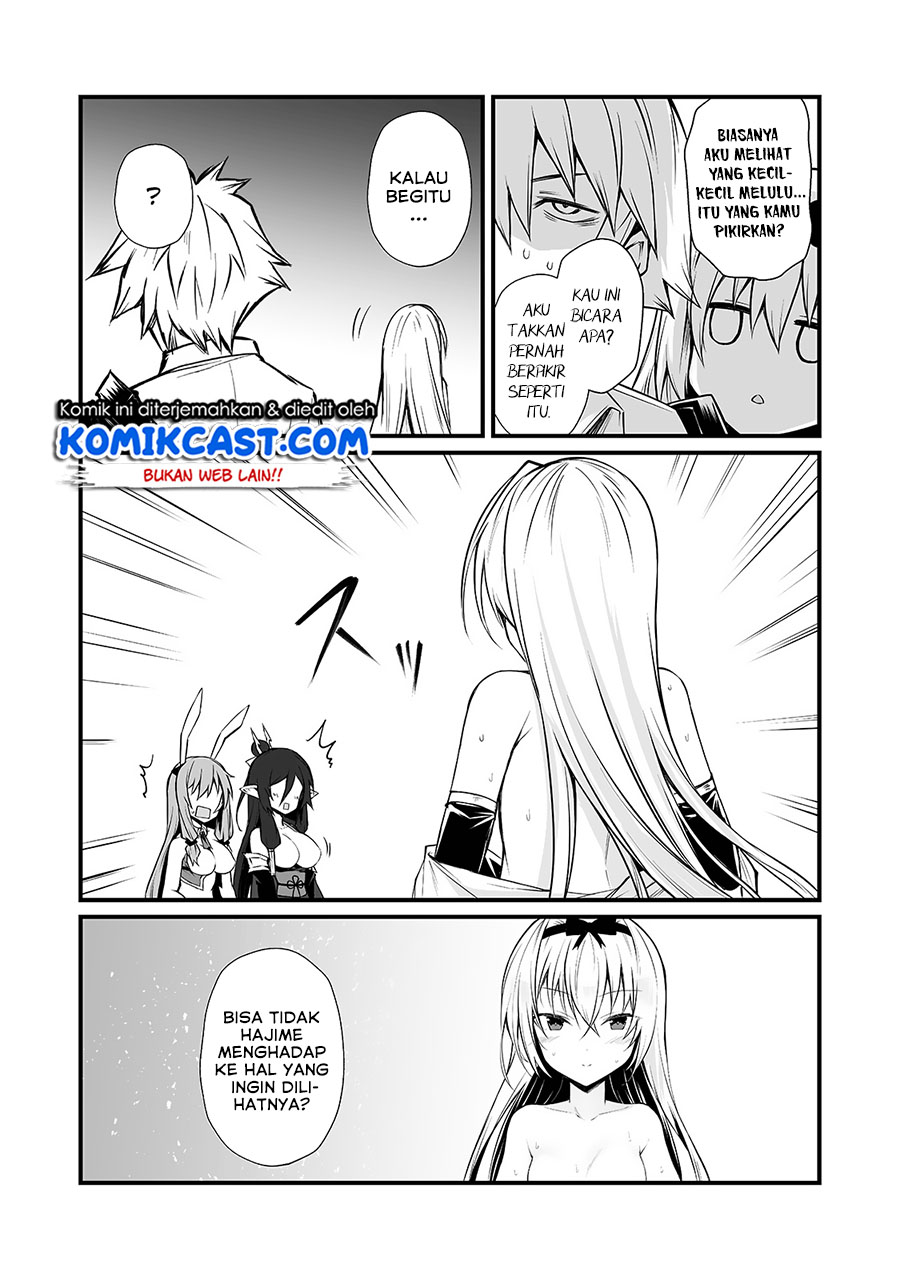 BIASANYA
AKU MELIHAT
YANG KECIL-
KECIL MELULU...
ITU YANG KAMU
PIKIRKAN?
KAU INI
BICARA
APA?
AKU
TAKKAN
PERNAH
BERPIKIR
SEPERTI
ITU.
KALAU
BEGITU
...
?
Komik ini diterjemahkan & diedit oleh
KOMIKCAST.COM
BUKAN WEB LAIN!!
ス
BISA TIDAK
HAJIME
MENGHADAP
KE HAL YANG
INGIN DILI-
HATNYA?